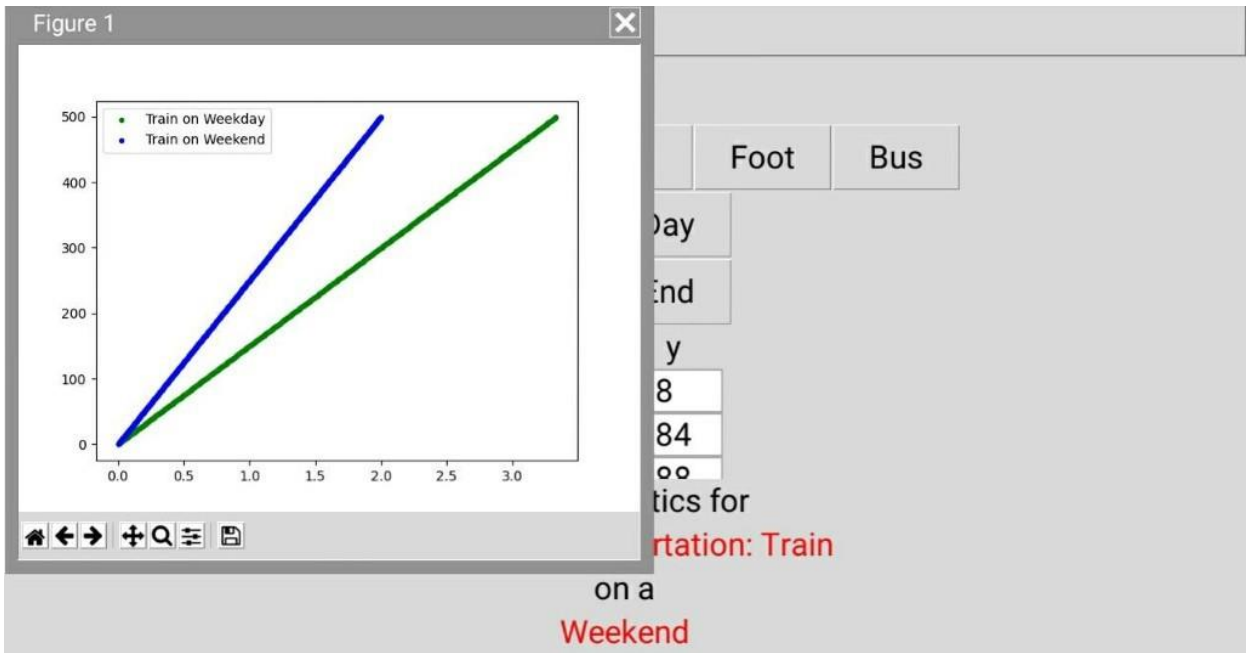 Figure 1
Train on Weekday
Train on Weekend
500
400
300
200
100
0
0.0 0.5 1.0 1.5 2.0 2.5 3.0
Foot Bus
y
8
84
tics for
rtation: Train
on a
Weekend